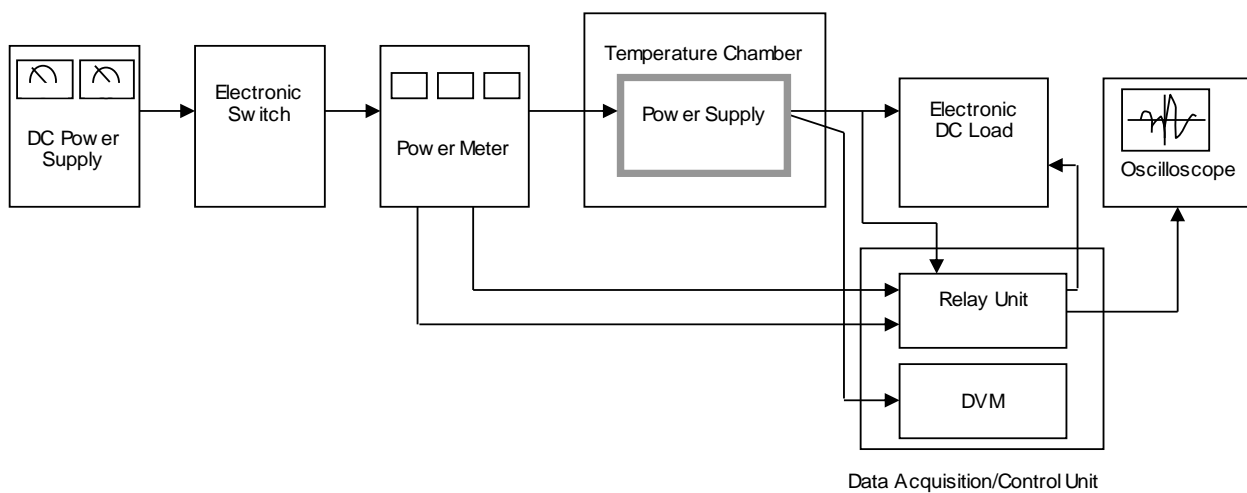 Temperature Chamber
DC Power
Supply
Electronic
Switch
Power Meter
Power Supply
Electronic
DC Load
Oscilloscope
Relay Unit
DVM
Data Acquisition/Control Unit